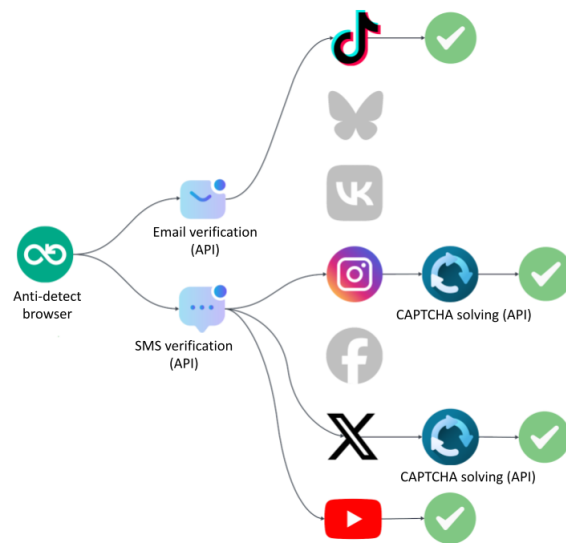 Email verification
(API)
Anti-detect
browser
SMS verification
(API)
CAPTCHA solving (API)
CAPTCHA solving (API)